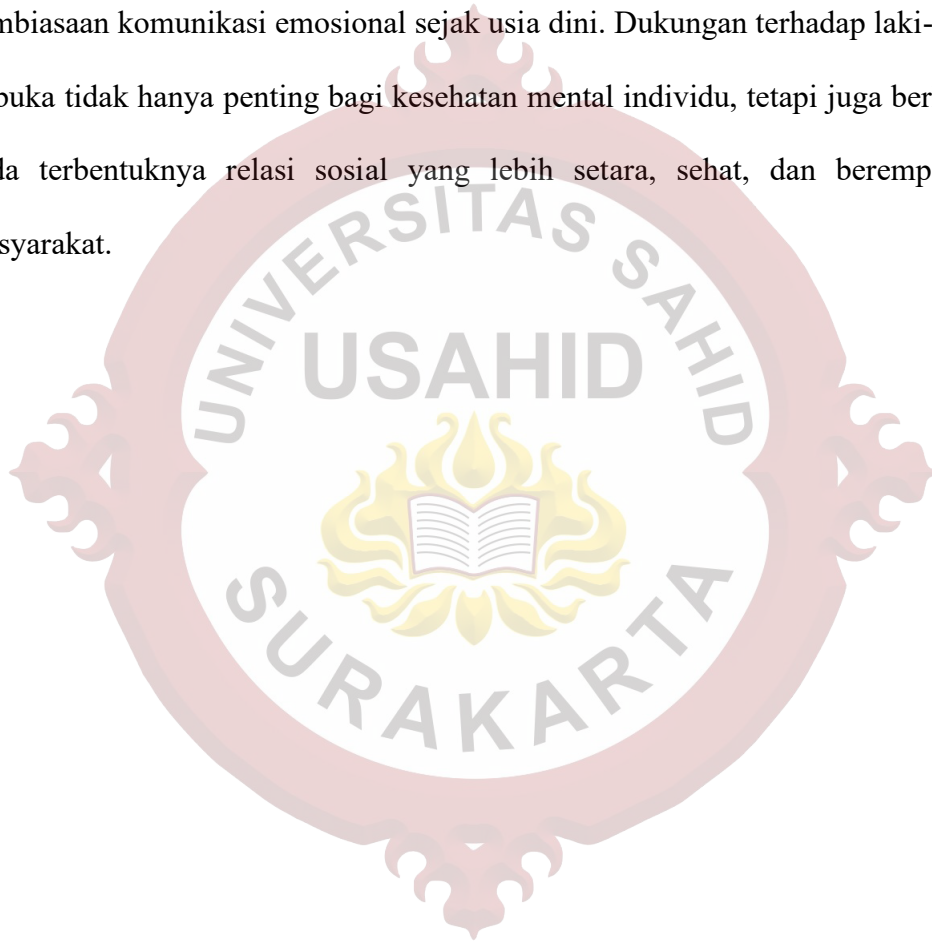 mbiasaan komunikasi emosional sejak usia dini. Dukungan terhadap laki-
buka tidak hanya penting bagi kesehatan mental individu, tetapi juga ber
da terbentuknya relasi sosial yang lebih setara, sehat, dan beremp
syarakat.
UNIVERSITAS SAHID
USAHID
SURAKARTA